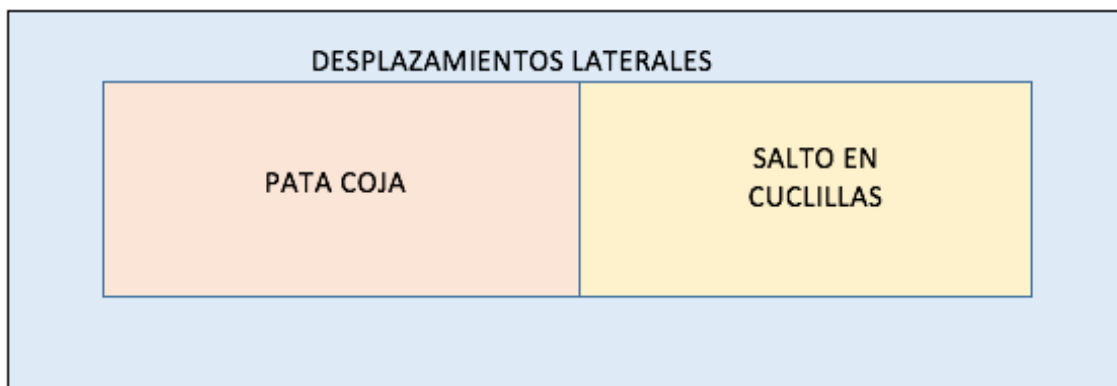 DESPLAZAMIENTOS LATERALES
PATA COJA
SALTO EN
CUCLILLAS